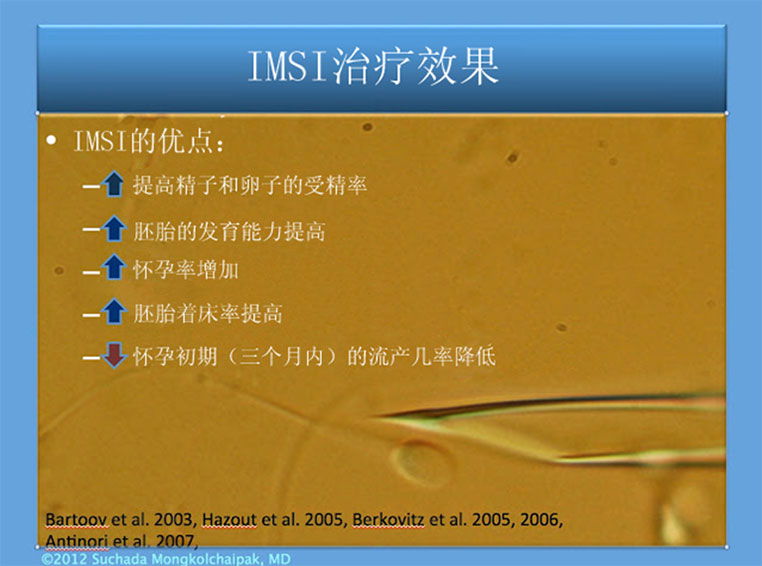 IMSI治疗效果
• IMSI的优点：
–提高精子和卵子的受精率
–胚胎的发育能力提高
–怀孕率增加
–胚胎着床率提高
–怀孕初期（三个月内）的流产几率降低
Bartoov et al. 2003, Hazout et al. 2005, Berkovitz et al. 2005, 2006,
Antinori et al. 2007,
©2012 Suchada Mongkolchaipak, MD